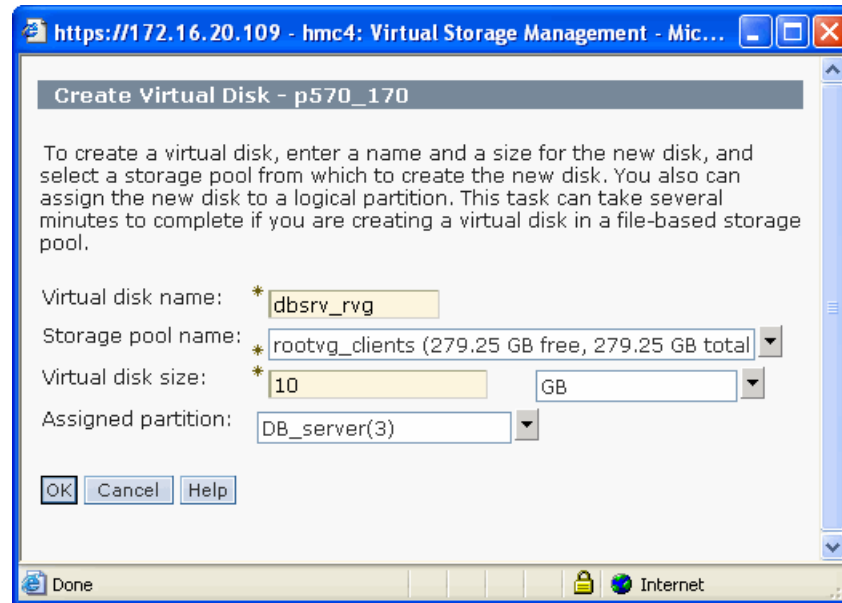 https://172.16.20.109 - hmc4: Virtual Storage Management - Mic...
Create Virtual Disk - p570_170
To create a virtual disk, enter a name and a size for the new disk, and
select a storage pool from which to create the new disk. You also can
assign the new disk to a logical partition. This task can take several
minutes to complete if you are creating a virtual disk in a file-based storage
pool.
Virtual disk name: * dbsrv_rvg
Storage pool name: * rootvg_clients (279.25 GB free, 279.25 GB total
Virtual disk size: * 10 GB
Assigned partition: DB_server(3)
OK Cancel Help
Done Internet